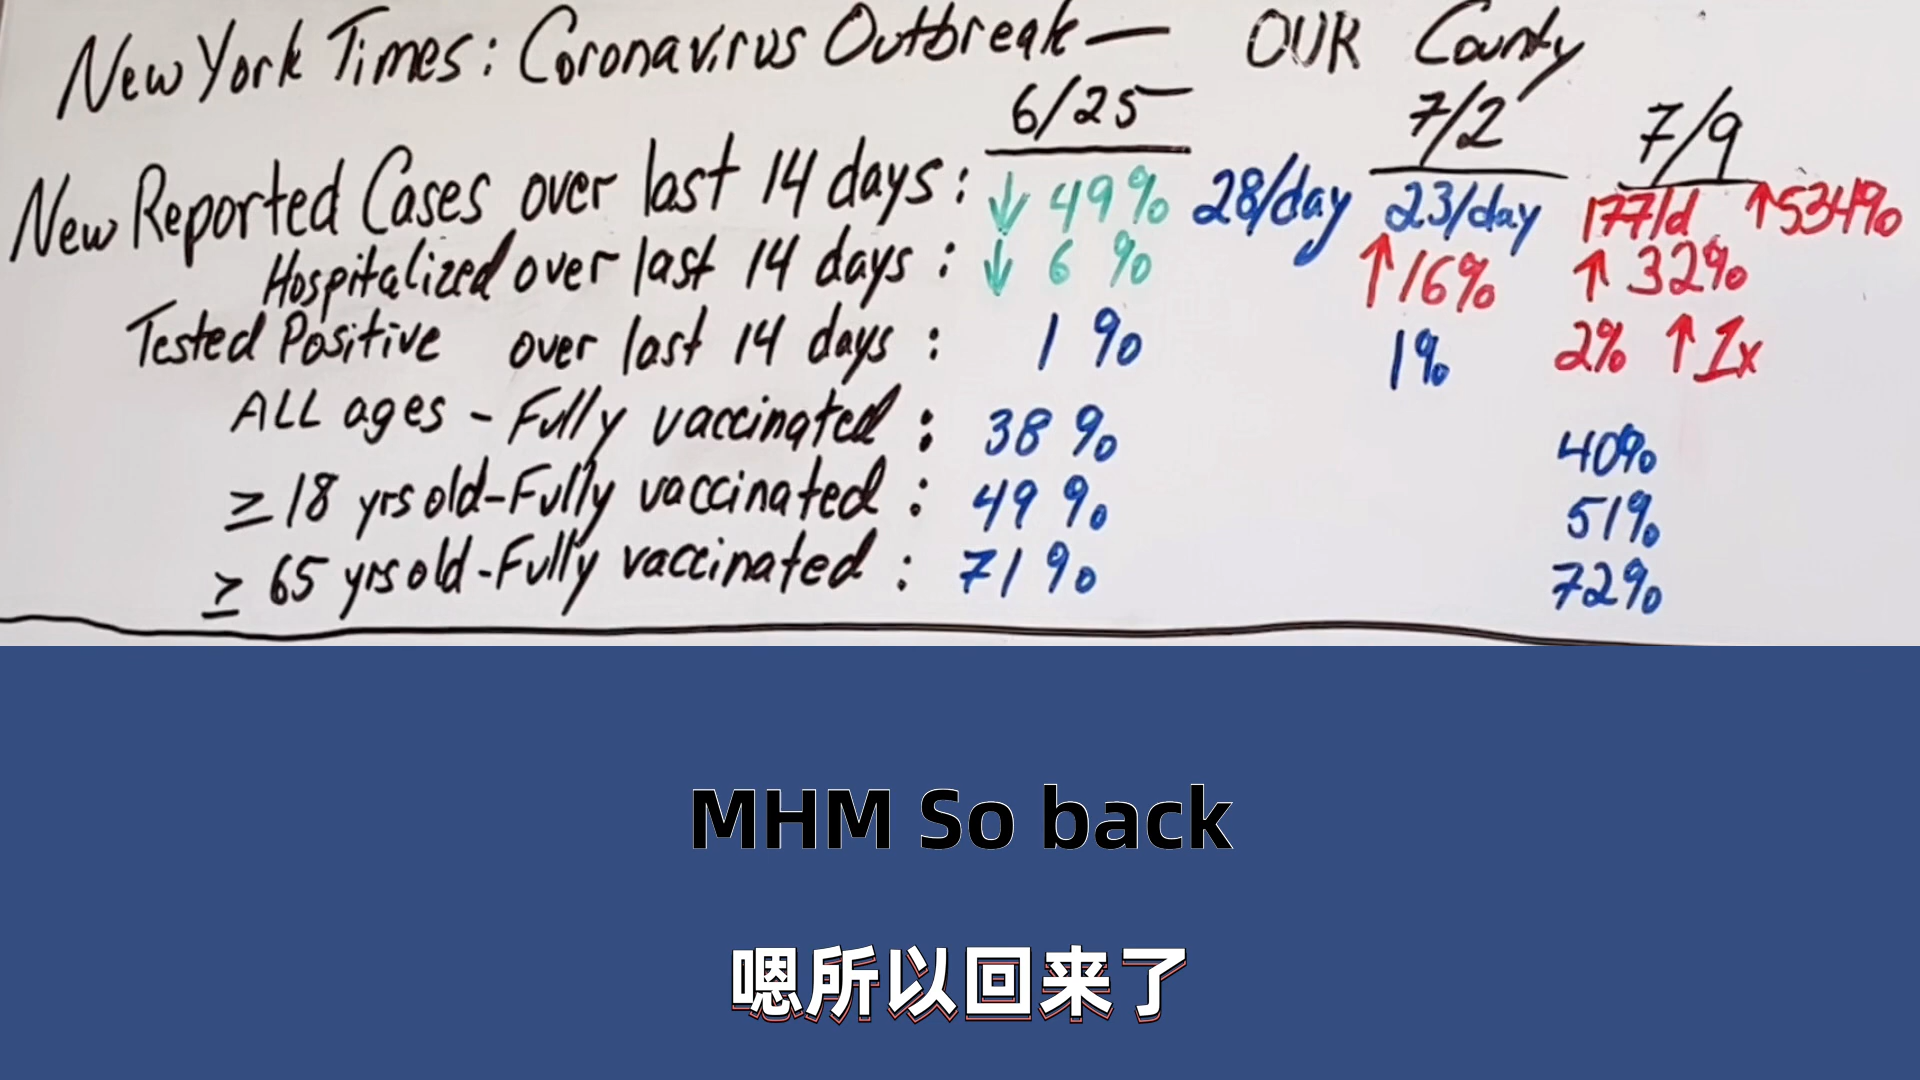 New York Times: Coronavirus Outbreak — OUR County
6/25 7/2 7/9
New Reported Cases over last 14 days: ↓ 49% 28/day 23/day 177/d ↑534%
Hospitalized over last 14 days: ↓ 6 % ↑16% ↑ 32%
Tested Positive over last 14 days: 1 % 1% 2% ↑ 1x
ALL ages - Fully vaccinated: 38 % 40%
≥ 18 yrs old-Fully vaccinated: 49 % 51%
≥ 65 yrs old-Fully vaccinated: 71 % 72%
MHM So back
嗯所以回来了